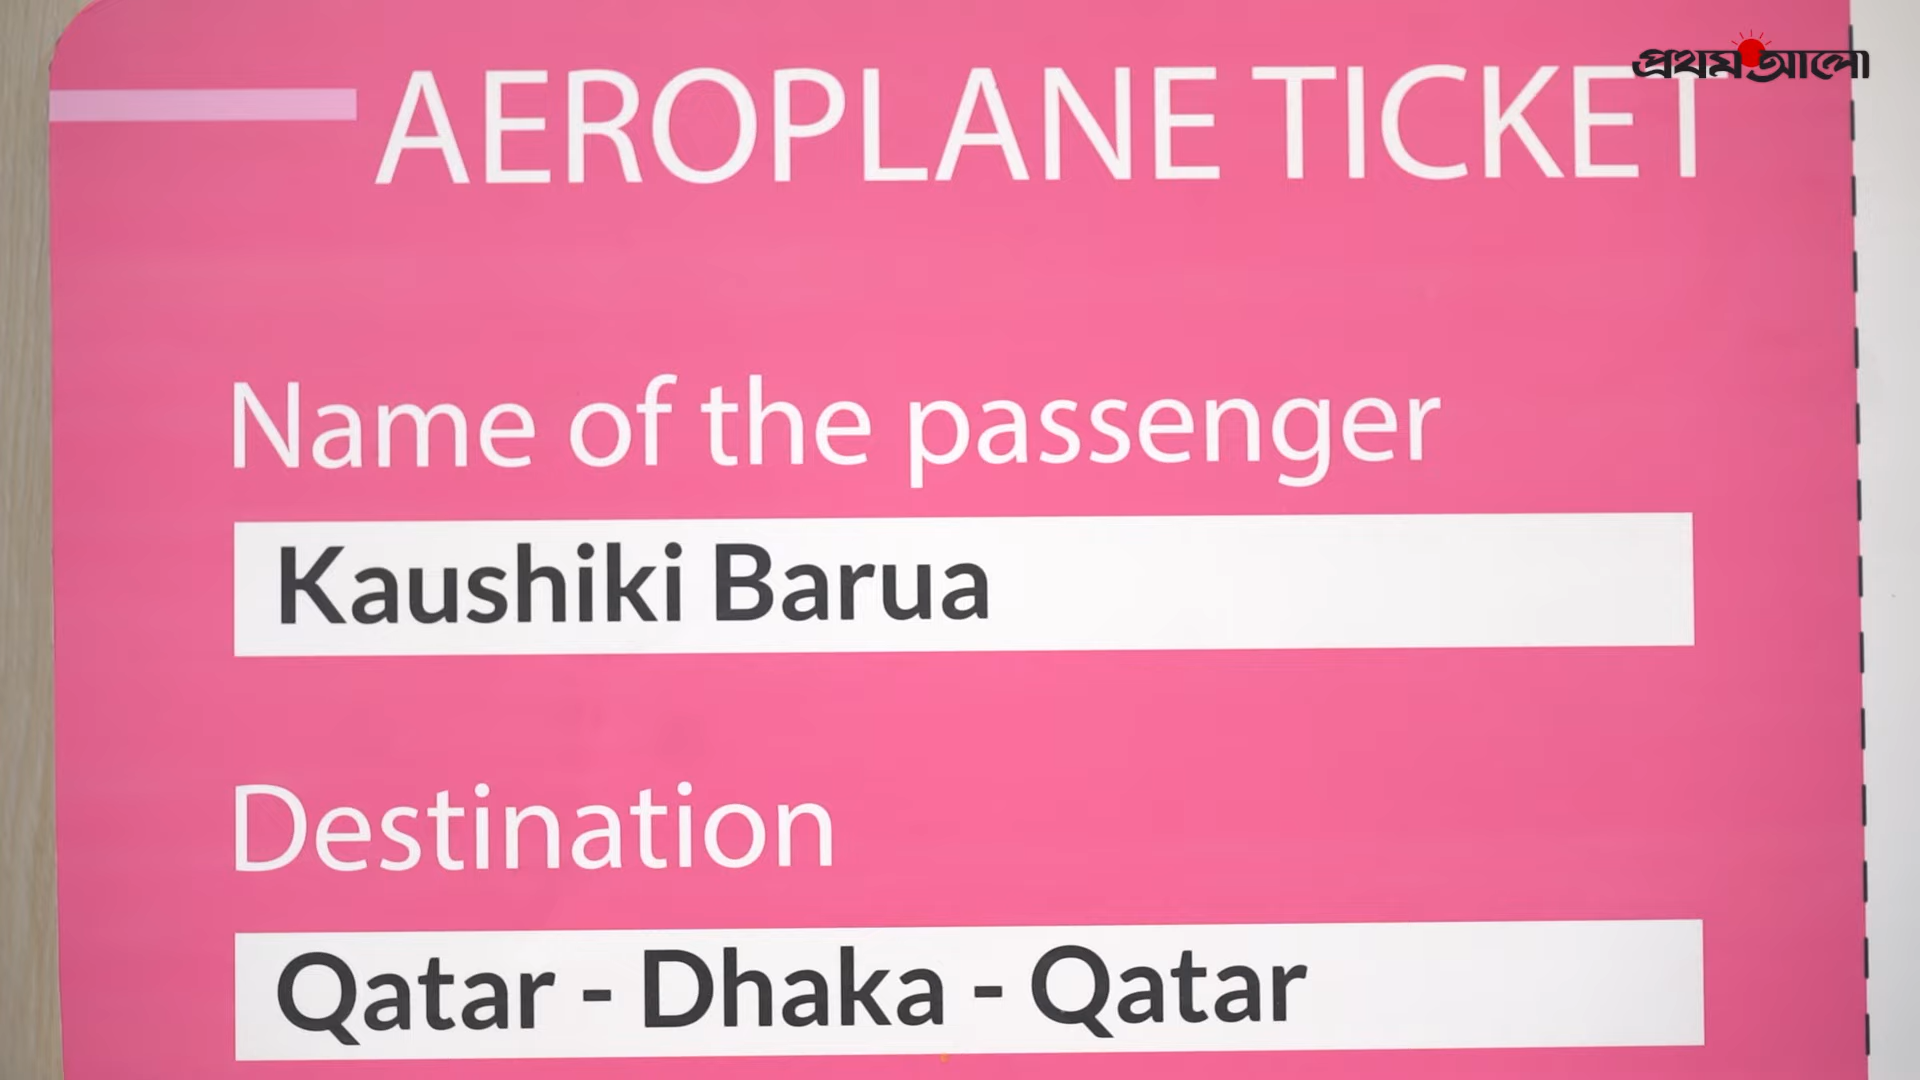 প্রথম আলো
AEROPLANE TICKET
Name of the passenger
Kaushiki Barua
Destination
Qatar - Dhaka - Qatar